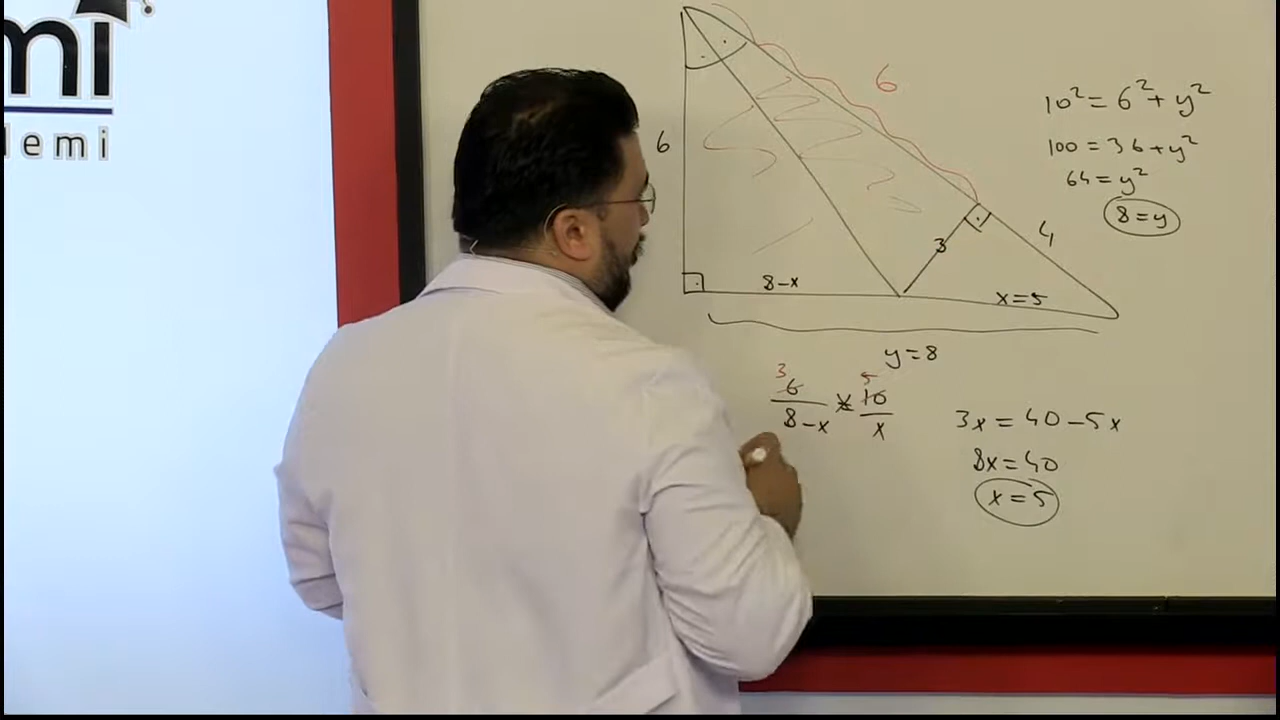 mi
demi
6
6
3
4
8-x
x=5
y=8
10²=6²+y²
100=36+y²
64=y²
8=y
3 5
6/8-x × 10/x
3x=40-5x
8x=40
x=5